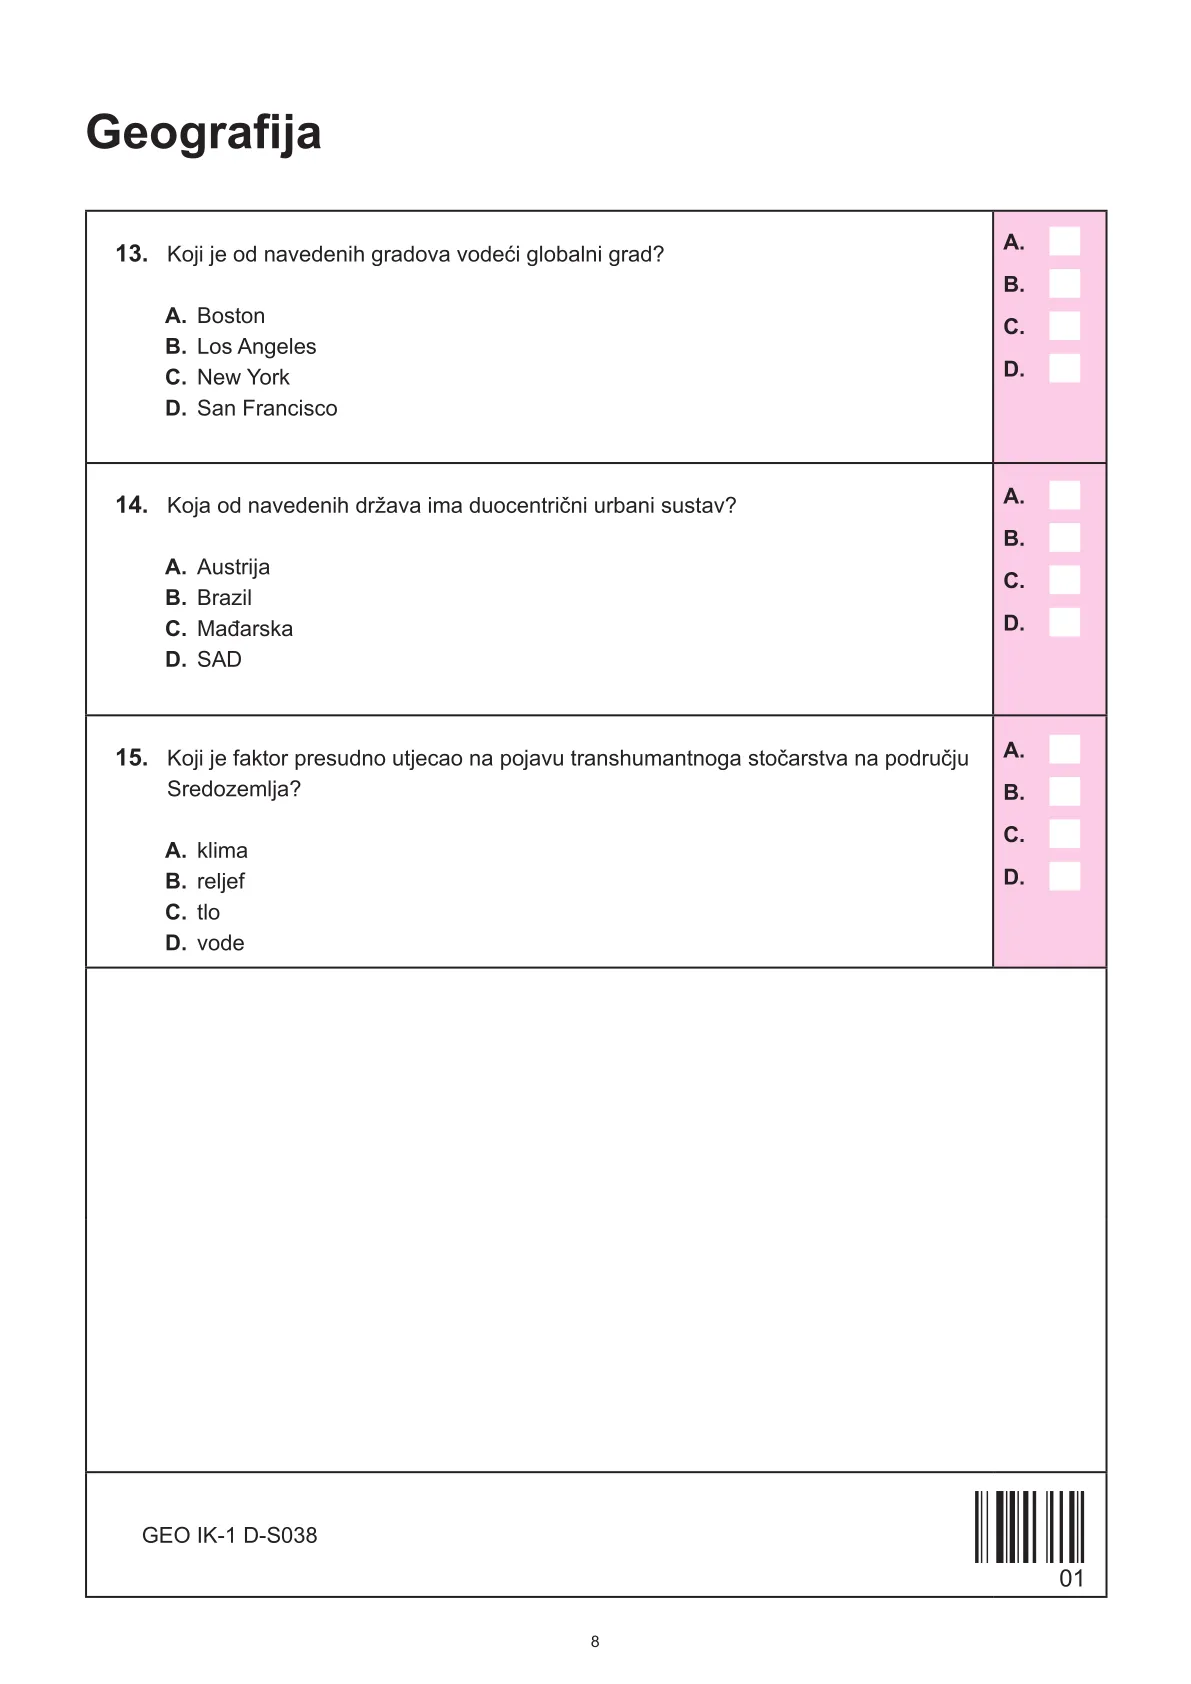 Geografija
13. Koji je od navedenih gradova vodeći globalni grad?
A. Boston
B. Los Angeles
C. New York
D. San Francisco
A.
B.
C.
D.
14. Koja od navedenih država ima duocentrični urbani sustav?
A. Austrija
B. Brazil
C. Mađarska
D. SAD
A.
B.
C.
D.
15. Koji je faktor presudno utjecao na pojavu transhumantnoga stočarstva na području
Sredozemlja?
A. klima
B. reljef
C. tlo
D. vode
A.
B.
C.
D.
GEO IK-1 D-S038
01
8